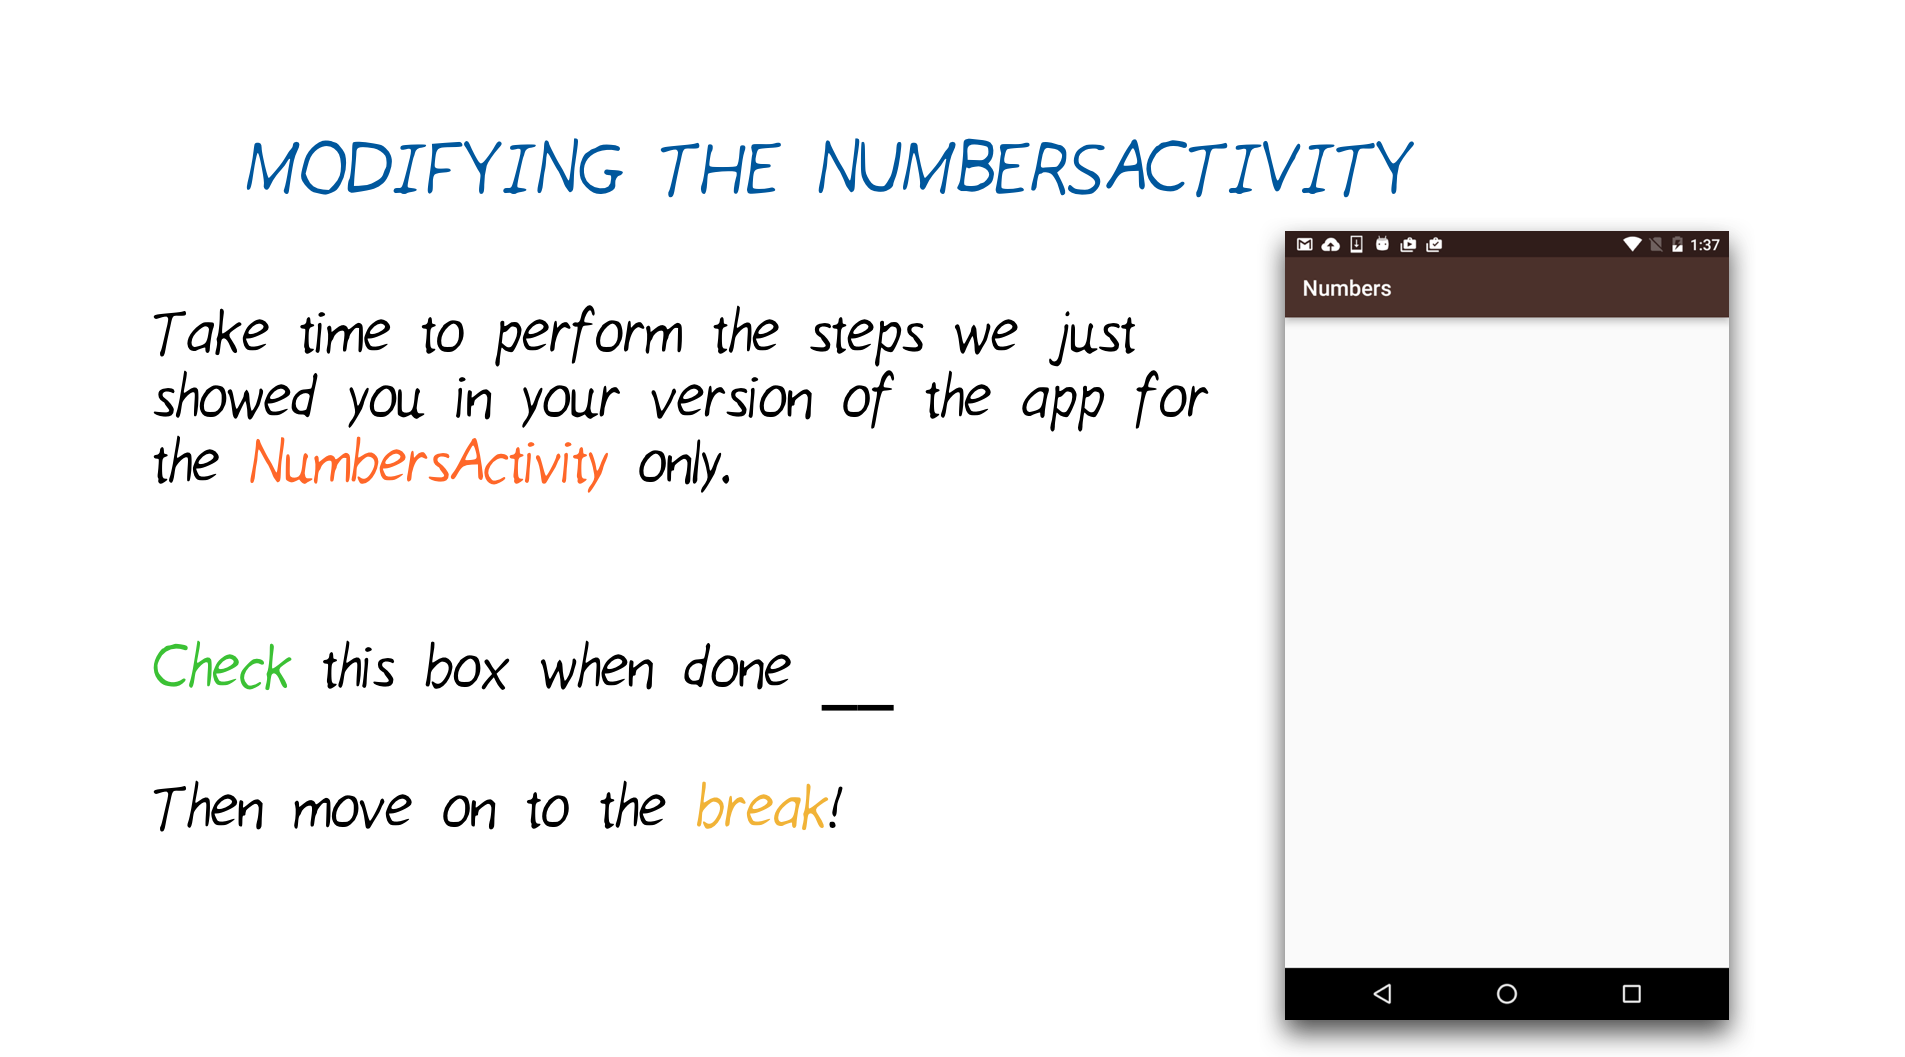 MODIFYING THE NUMBERSACTIVITY
Take time to perform the steps we just
showed you in your version of the app for
the NumbersActivity only.
Check this box when done __
Then move on to the break!
1:37
Numbers